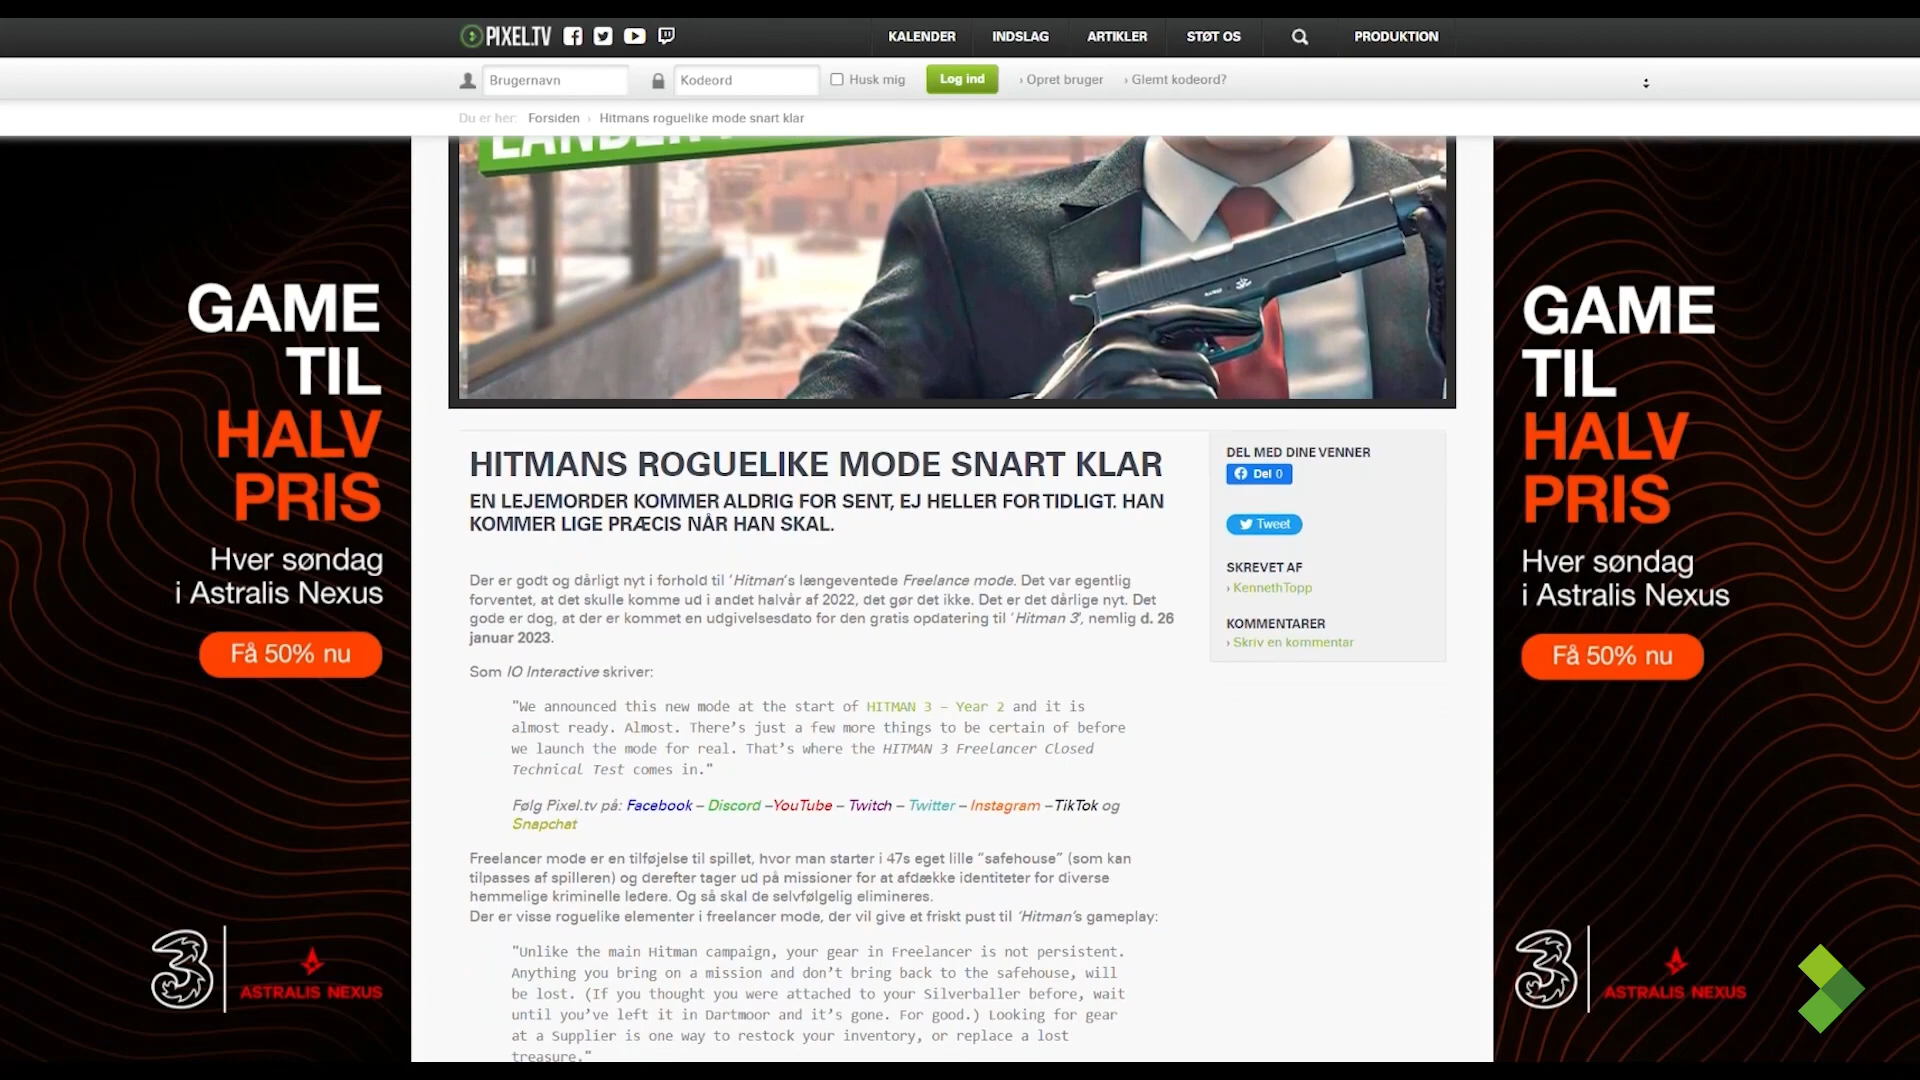 PIXEL.TV
KALENDER INDSLAG ARTIKLER STØT OS PRODUKTION
Brugernavn Kodeord Husk mig Log ind › Opret bruger › Glemt kodeord?
Du er her: Forsiden › Hitmans roguelike mode snart klar
GAME
TIL
HALV
PRIS
Hver søndag
i Astralis Nexus
Få 50% nu
3 ASTRALIS NEXUS
HITMANS ROGUELIKE MODE SNART KLAR
EN LEJEMORDER KOMMER ALDRIG FOR SENT, EJ HELLER FOR TIDLIGT. HAN
KOMMER LIGE PRÆCIS NÅR HAN SKAL.
Der er godt og dårligt nyt i forhold til ‘Hitman’s længeventede Freelance mode. Det var egentlig
forventet, at det skulle komme ud i andet halvår af 2022, det gør det ikke. Det er det dårlige nyt. Det
gode er dog, at der er kommet en udgivelsesdato for den gratis opdatering til ‘Hitman 3’, nemlig d. 26
januar 2023.
Som IO Interactive skriver:
"We announced this new mode at the start of HITMAN 3 – Year 2 and it is
almost ready. Almost. There’s just a few more things to be certain of before
we launch the mode for real. That’s where the HITMAN 3 Freelancer Closed
Technical Test comes in."
Følg Pixel.tv på: Facebook – Discord –YouTube – Twitch – Twitter – Instagram –TikTok og
Snapchat
Freelancer mode er en tilføjelse til spillet, hvor man starter i 47s eget lille “safehouse” (som kan
tilpasses af spilleren) og derefter tager ud på missioner for at afdække identiteter for diverse
hemmelige kriminelle ledere. Og så skal de selvfølgelig elimineres.
Der er visse roguelike elementer i freelancer mode, der vil give et friskt pust til ‘Hitman’s gameplay:
"Unlike the main Hitman campaign, your gear in Freelancer is not persistent.
Anything you bring on a mission and don’t bring back to the safehouse, will
be lost. (If you thought you were attached to your Silverballer before, wait
until you’ve left it in Dartmoor and it’s gone. For good.) Looking for gear
at a Supplier is one way to restock your inventory, or replace a lost
treasure."
DEL MED DINE VENNER
Del 0
Tweet
SKREVET AF
› KennethTopp
KOMMENTARER
› Skriv en kommentar
GAME
TIL
HALV
PRIS
Hver søndag
i Astralis Nexus
Få 50% nu
3 ASTRALIS NEXUS